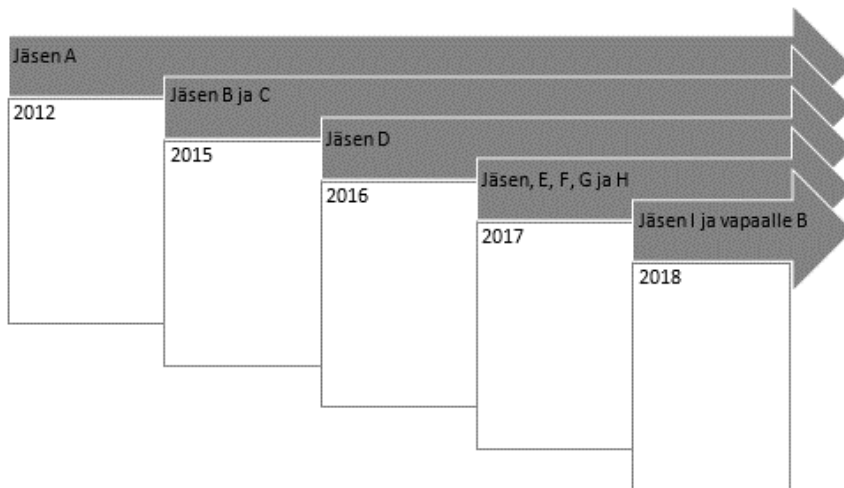 Jäsen A
2012
Jäsen B ja C
2015
Jäsen D
2016
Jäsen, E, F, G ja H
2017
Jäsen I ja vapaalle B
2018